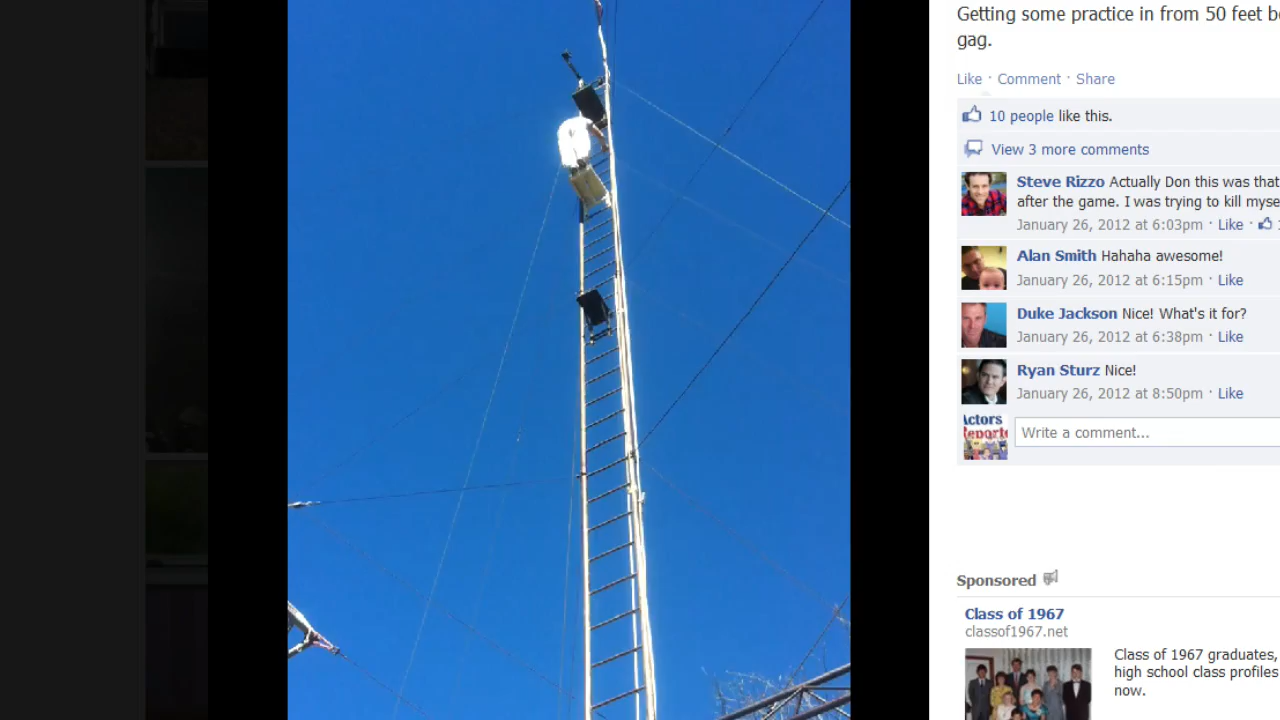 Getting some practice in from 50 feet
gag.
Like · Comment · Share
10 people like this.
View 3 more comments
Steve Rizzo Actually Don this was that
after the game. I was trying to kill
January 26, 2012 at 6:03pm · Like ·
Alan Smith Hahaha awesome!
January 26, 2012 at 6:15pm · Like
Duke Jackson Nice! What's it for?
January 26, 2012 at 6:38pm · Like
Ryan Sturz Nice!
January 26, 2012 at 8:50pm · Like
Write a comment...
Sponsored
Class of 1967
classof1967.net
Class of 1967 graduates,
high school class profiles
now.